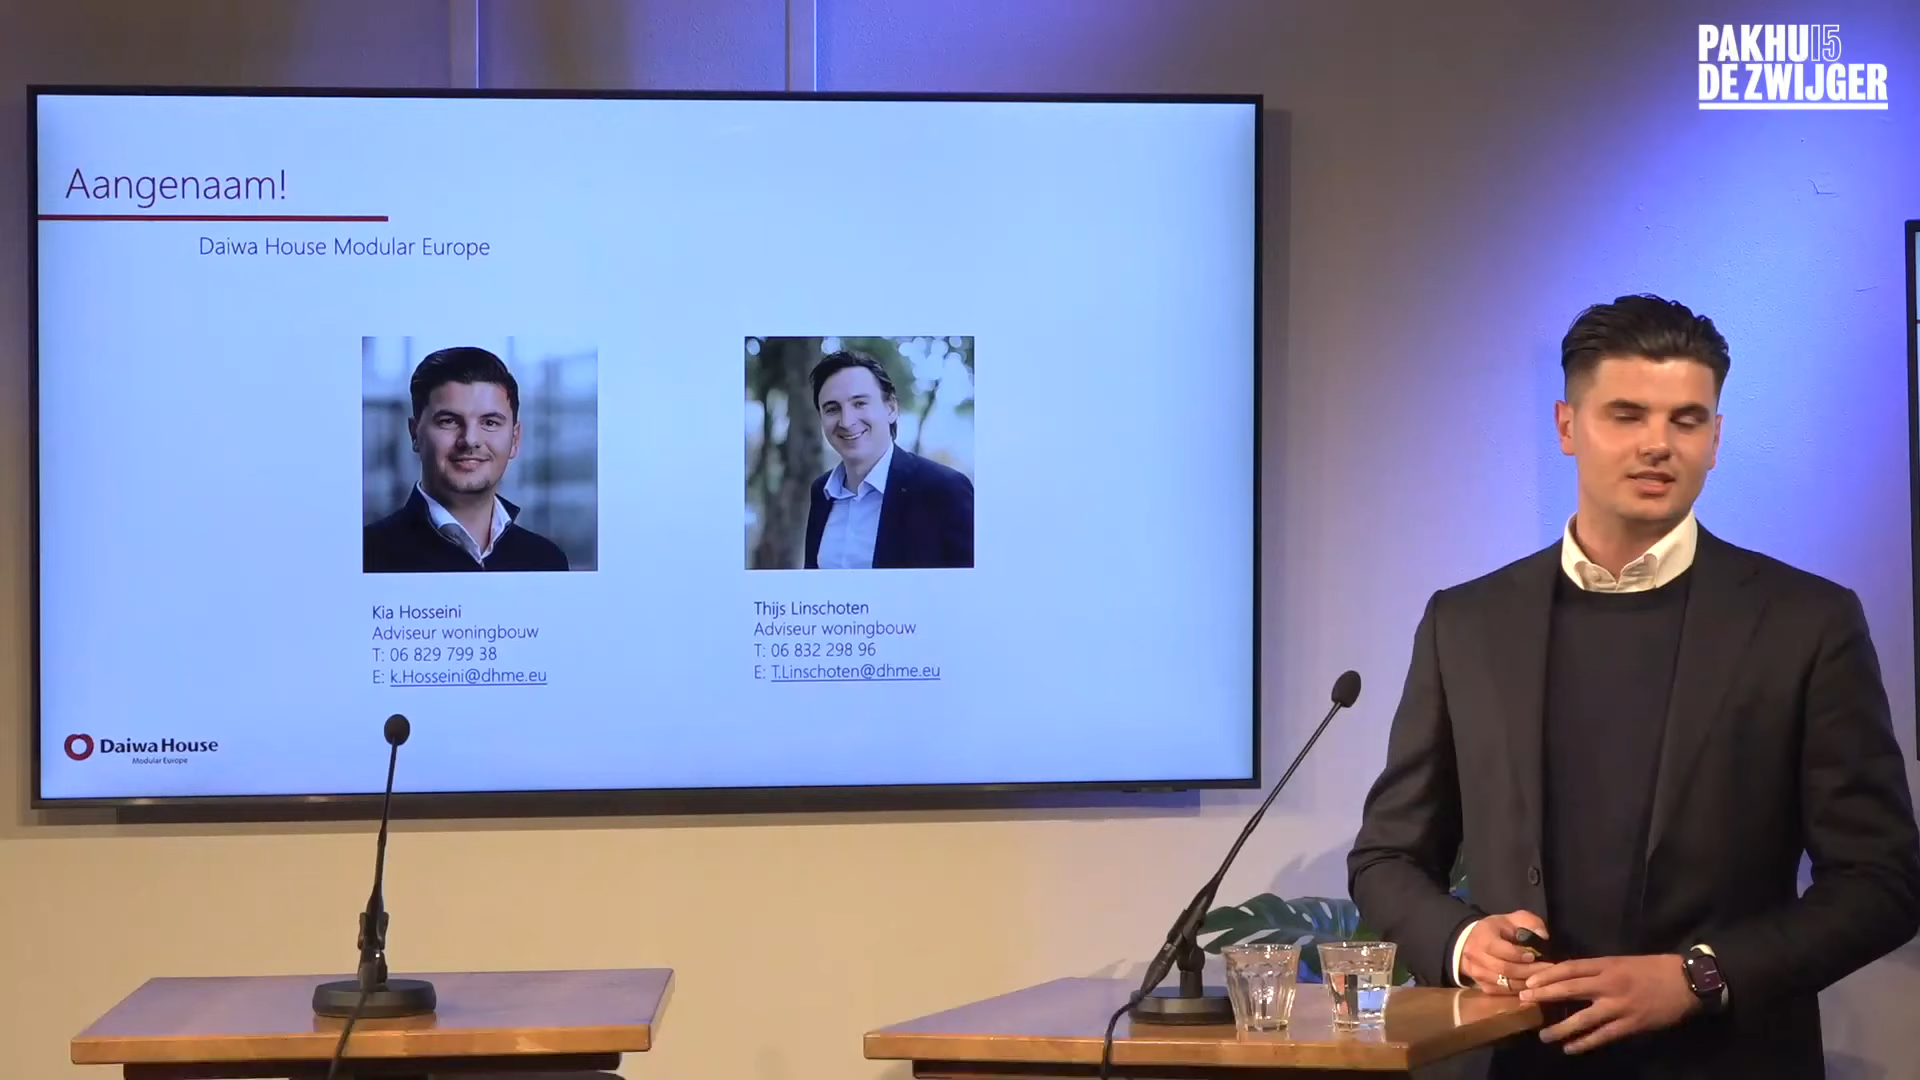 PAKHU15
DE ZWIJGER
Aangenaam!
Daiwa House Modular Europe
Kia Hosseini
Adviseur woningbouw
T: 06 829 799 38
E: k.Hosseini@dhme.eu
Thijs Linschoten
Adviseur woningbouw
T: 06 832 298 96
E: T.Linschoten@dhme.eu
Daiwa House
Modular Europe